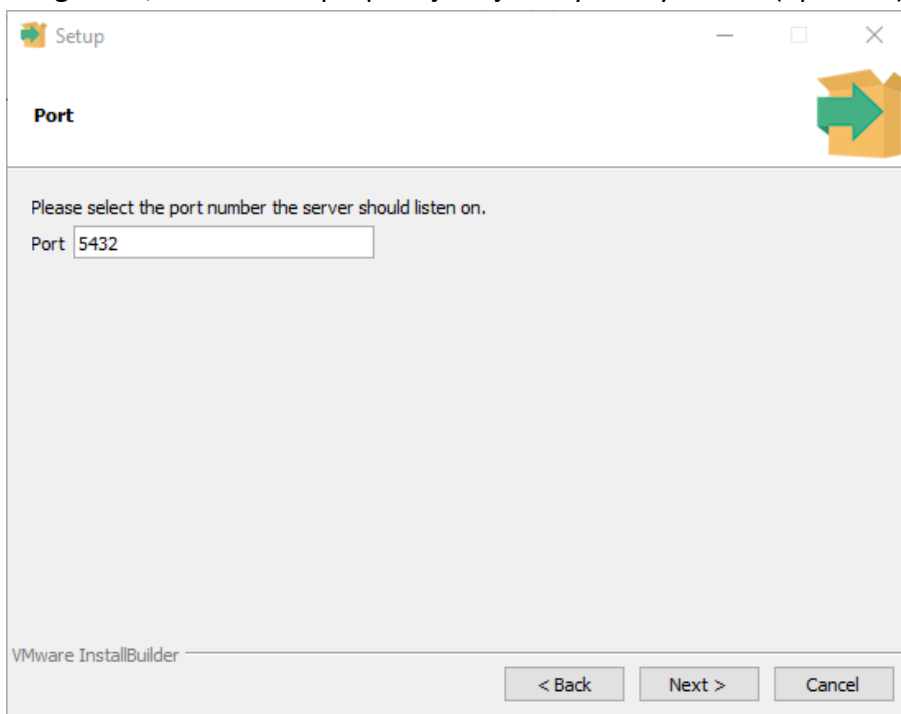 Setup
Port
Please select the port number the server should listen on.
Port 5432
VMware InstallBuilder
< Back Next > Cancel